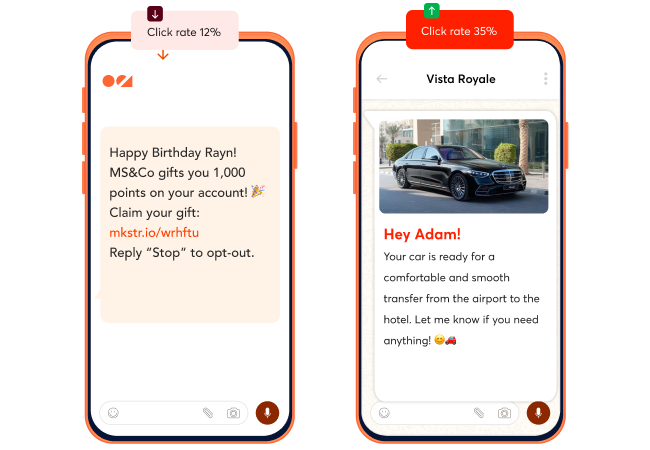 Click rate 12%
Happy Birthday Rayn!
MS&Co gifts you 1,000
points on your account! 🎉
Claim your gift:
mkstr.io/wrhftu
Reply “Stop” to opt-out.
Click rate 35%
Vista Royale
Hey Adam!
Your car is ready for a
comfortable and smooth
transfer from the airport to the
hotel. Let me know if you need
anything! 😊🚗